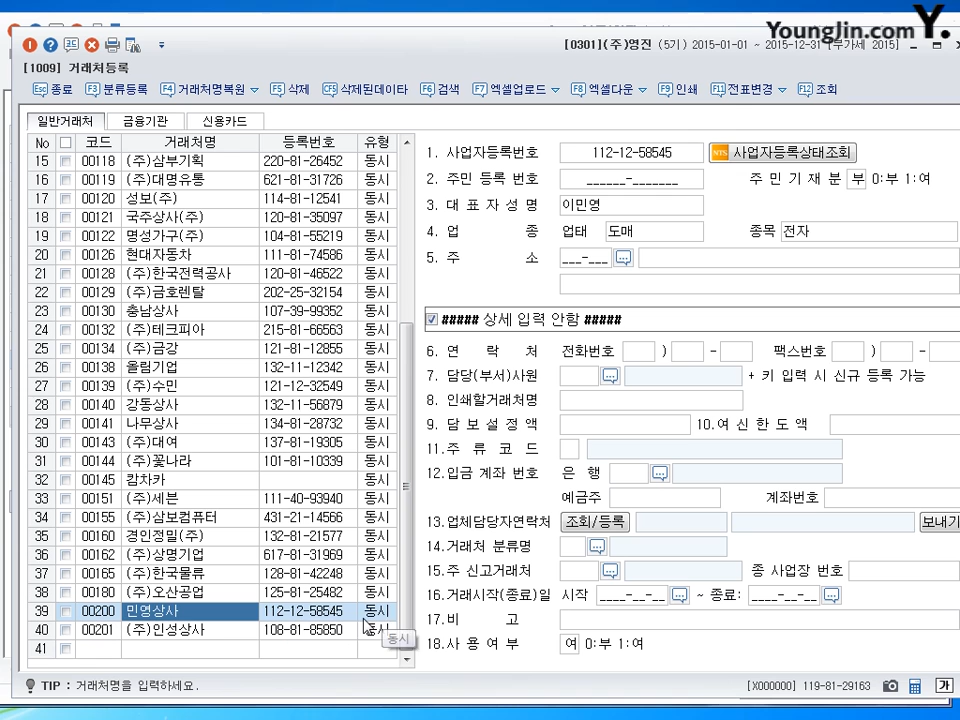 YoungJin.com Y.
[0301](주)영진 (5기) 2015-01-01 ~ 2015-12-31 [부가세 2015]
[1009] 거래처등록
Esc 종료 F3 분류등록 F4 거래처명복원 F5 삭제 CF5 삭제된데이타 F6 검색 F7 엑셀업로드 F8 엑셀다운 F9 인쇄 F11 전표변경 F12 조회
일반거래처 금융기관 신용카드
No 코드 거래처명 등록번호 유형
15 00118 (주)삼부기획 220-81-26452 동시
16 00119 (주)대명유통 621-81-31726 동시
17 00120 성보(주) 114-81-12541 동시
18 00121 국주상사(주) 120-81-35097 동시
19 00122 명성가구(주) 104-81-55219 동시
20 00126 현대자동차 111-81-74586 동시
21 00128 (주)한국전력공사 120-81-46522 동시
22 00129 (주)금호렌탈 202-25-32154 동시
23 00130 충남상사 107-39-99352 동시
24 00132 (주)테크피아 215-81-66563 동시
25 00134 (주)금강 121-81-12855 동시
26 00138 올림기업 132-11-12342 동시
27 00139 (주)수민 121-12-32549 동시
28 00140 강동상사 132-11-56879 동시
29 00141 나무상사 134-81-28732 동시
30 00143 (주)대여 137-81-19305 동시
31 00144 (주)꽃나라 101-81-10339 동시
32 00145 캄차카 동시
33 00151 (주)세븐 111-40-93940 동시
34 00155 (주)삼보컴퓨터 431-21-14566 동시
35 00160 경인정밀(주) 132-81-21577 동시
36 00162 (주)상명기업 617-81-31969 동시
37 00165 (주)한국물류 128-81-42248 동시
38 00180 (주)오산공업 125-81-25482 동시
39 00200 민영상사 112-12-58545 동시
40 00201 (주)인성상사 108-81-85850 동시
41
동시
1. 사업자등록번호 112-12-58545 NTS 사업자등록상태조회
2. 주민 등록 번호 ______-_______ 주 민 기 재 분 부 0:부 1:여
3. 대 표 자 성 명 이민영
4. 업 종 업태 도매 종목 전자
5. 주 소 ___-___
##### 상세 입력 안함 #####
6. 연 락 처 전화번호 ) - 팩스번호 ) -
7. 담당(부서)사원 + 키 입력 시 신규 등록 가능
8. 인쇄할거래처명
9. 담 보 설 정 액 10.여 신 한 도 액
11.주 류 코 드
12.입금 계좌 번호 은 행
예금주 계좌번호
13.업체담당자연락처 조회/등록 보내기
14.거래처 분류명
15.주 신고거래처 종 사업장 번호
16.거래시작(종료)일 시작 ____-__-__ ~ 종료: ____-__-__
17.비 고
18.사 용 여 부 여 0:부 1:여
TIP : 거래처명을 입력하세요. [X000000] 119-81-29163 가